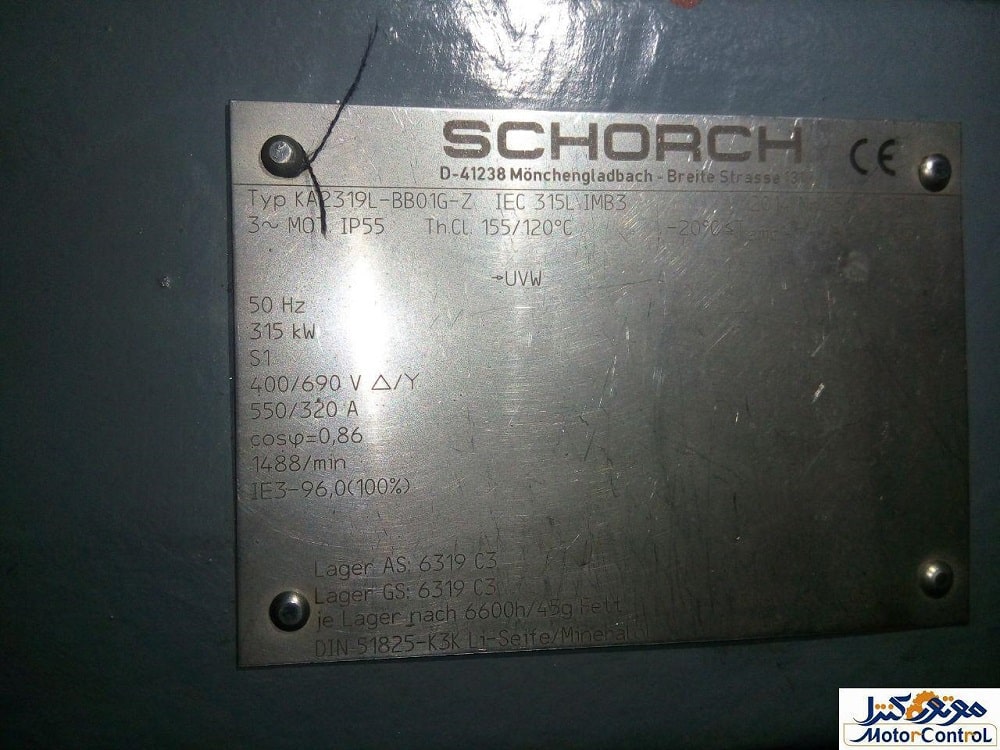 SCHORCH CE
D-41238 Mönchengladbach - Breite Strasse
Typ KA2319L-BB01G-Z IEC 315L IMB3
3~ MOT. IP55 Th.Cl. 155/120°C -20°C≤
→UVW
50 Hz
315 kW
S1
400/690 V △/Y
550/320 A
cosφ=0,86
1488/min
IE3-96,0(100%)
Lager AS: 6319 C3
Lager GS: 6319 C3
je Lager nach 6600h/45g Fett
DIN-51825-K3K Li-Seife/Mineralöl
موتورکنترل
MotorControL